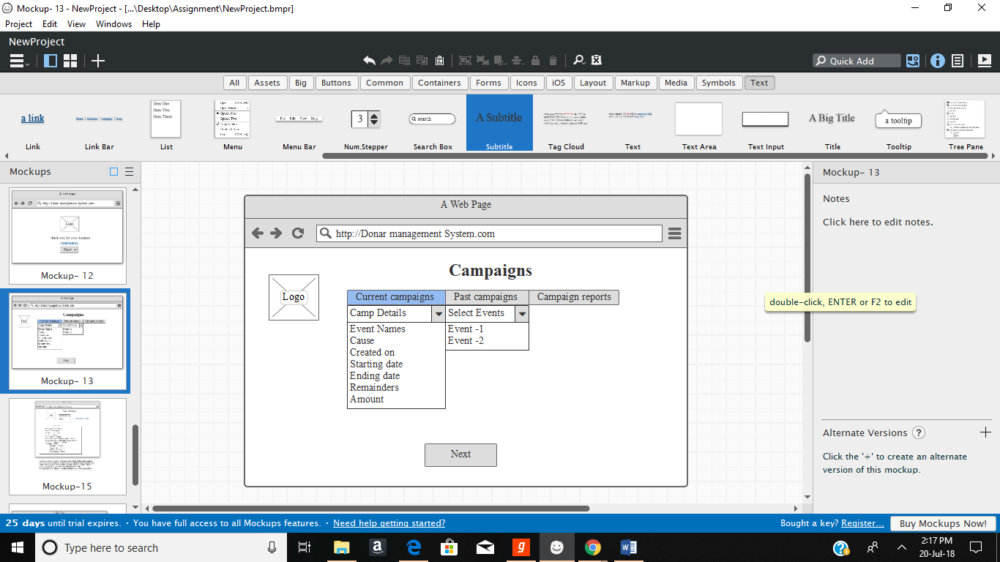 Mockup- 13 - NewProject - [...\Desktop\Assignment\NewProject.bmpr]
Project Edit View Windows Help
NewProject
Quick Add
All Assets Big Buttons Common Containers Forms Icons iOS Layout Markup Media Symbols Text
a link
Item One
Item Two
Item Three
3
search
A Subtitle
A Big Title
a tooltip
Link Link Bar List Menu Menu Bar Num.Stepper Search Box Subtitle Tag Cloud Text Text Area Text Input Title Tooltip Tree Pane
Mockups
Mockup- 12
Mockup- 13
Mockup-15
A Web Page
http://Donar management System.com
Logo
Campaigns
Current campaigns Past campaigns Campaign reports
Camp Details Select Events
Event Names Event -1
Cause Event -2
Created on
Starting date
Ending date
Remainders
Amount
Next
double-click, ENTER or F2 to edit
Mockup- 13
Notes
Click here to edit notes.
Alternate Versions ?
Click the '+' to create an alternate
version of this mockup.
25 days until trial expires. · You have full access to all Mockups features. · Need help getting started?
Bought a key? Register... Buy Mockups Now!
Type here to search
2:17 PM
20-Jul-18